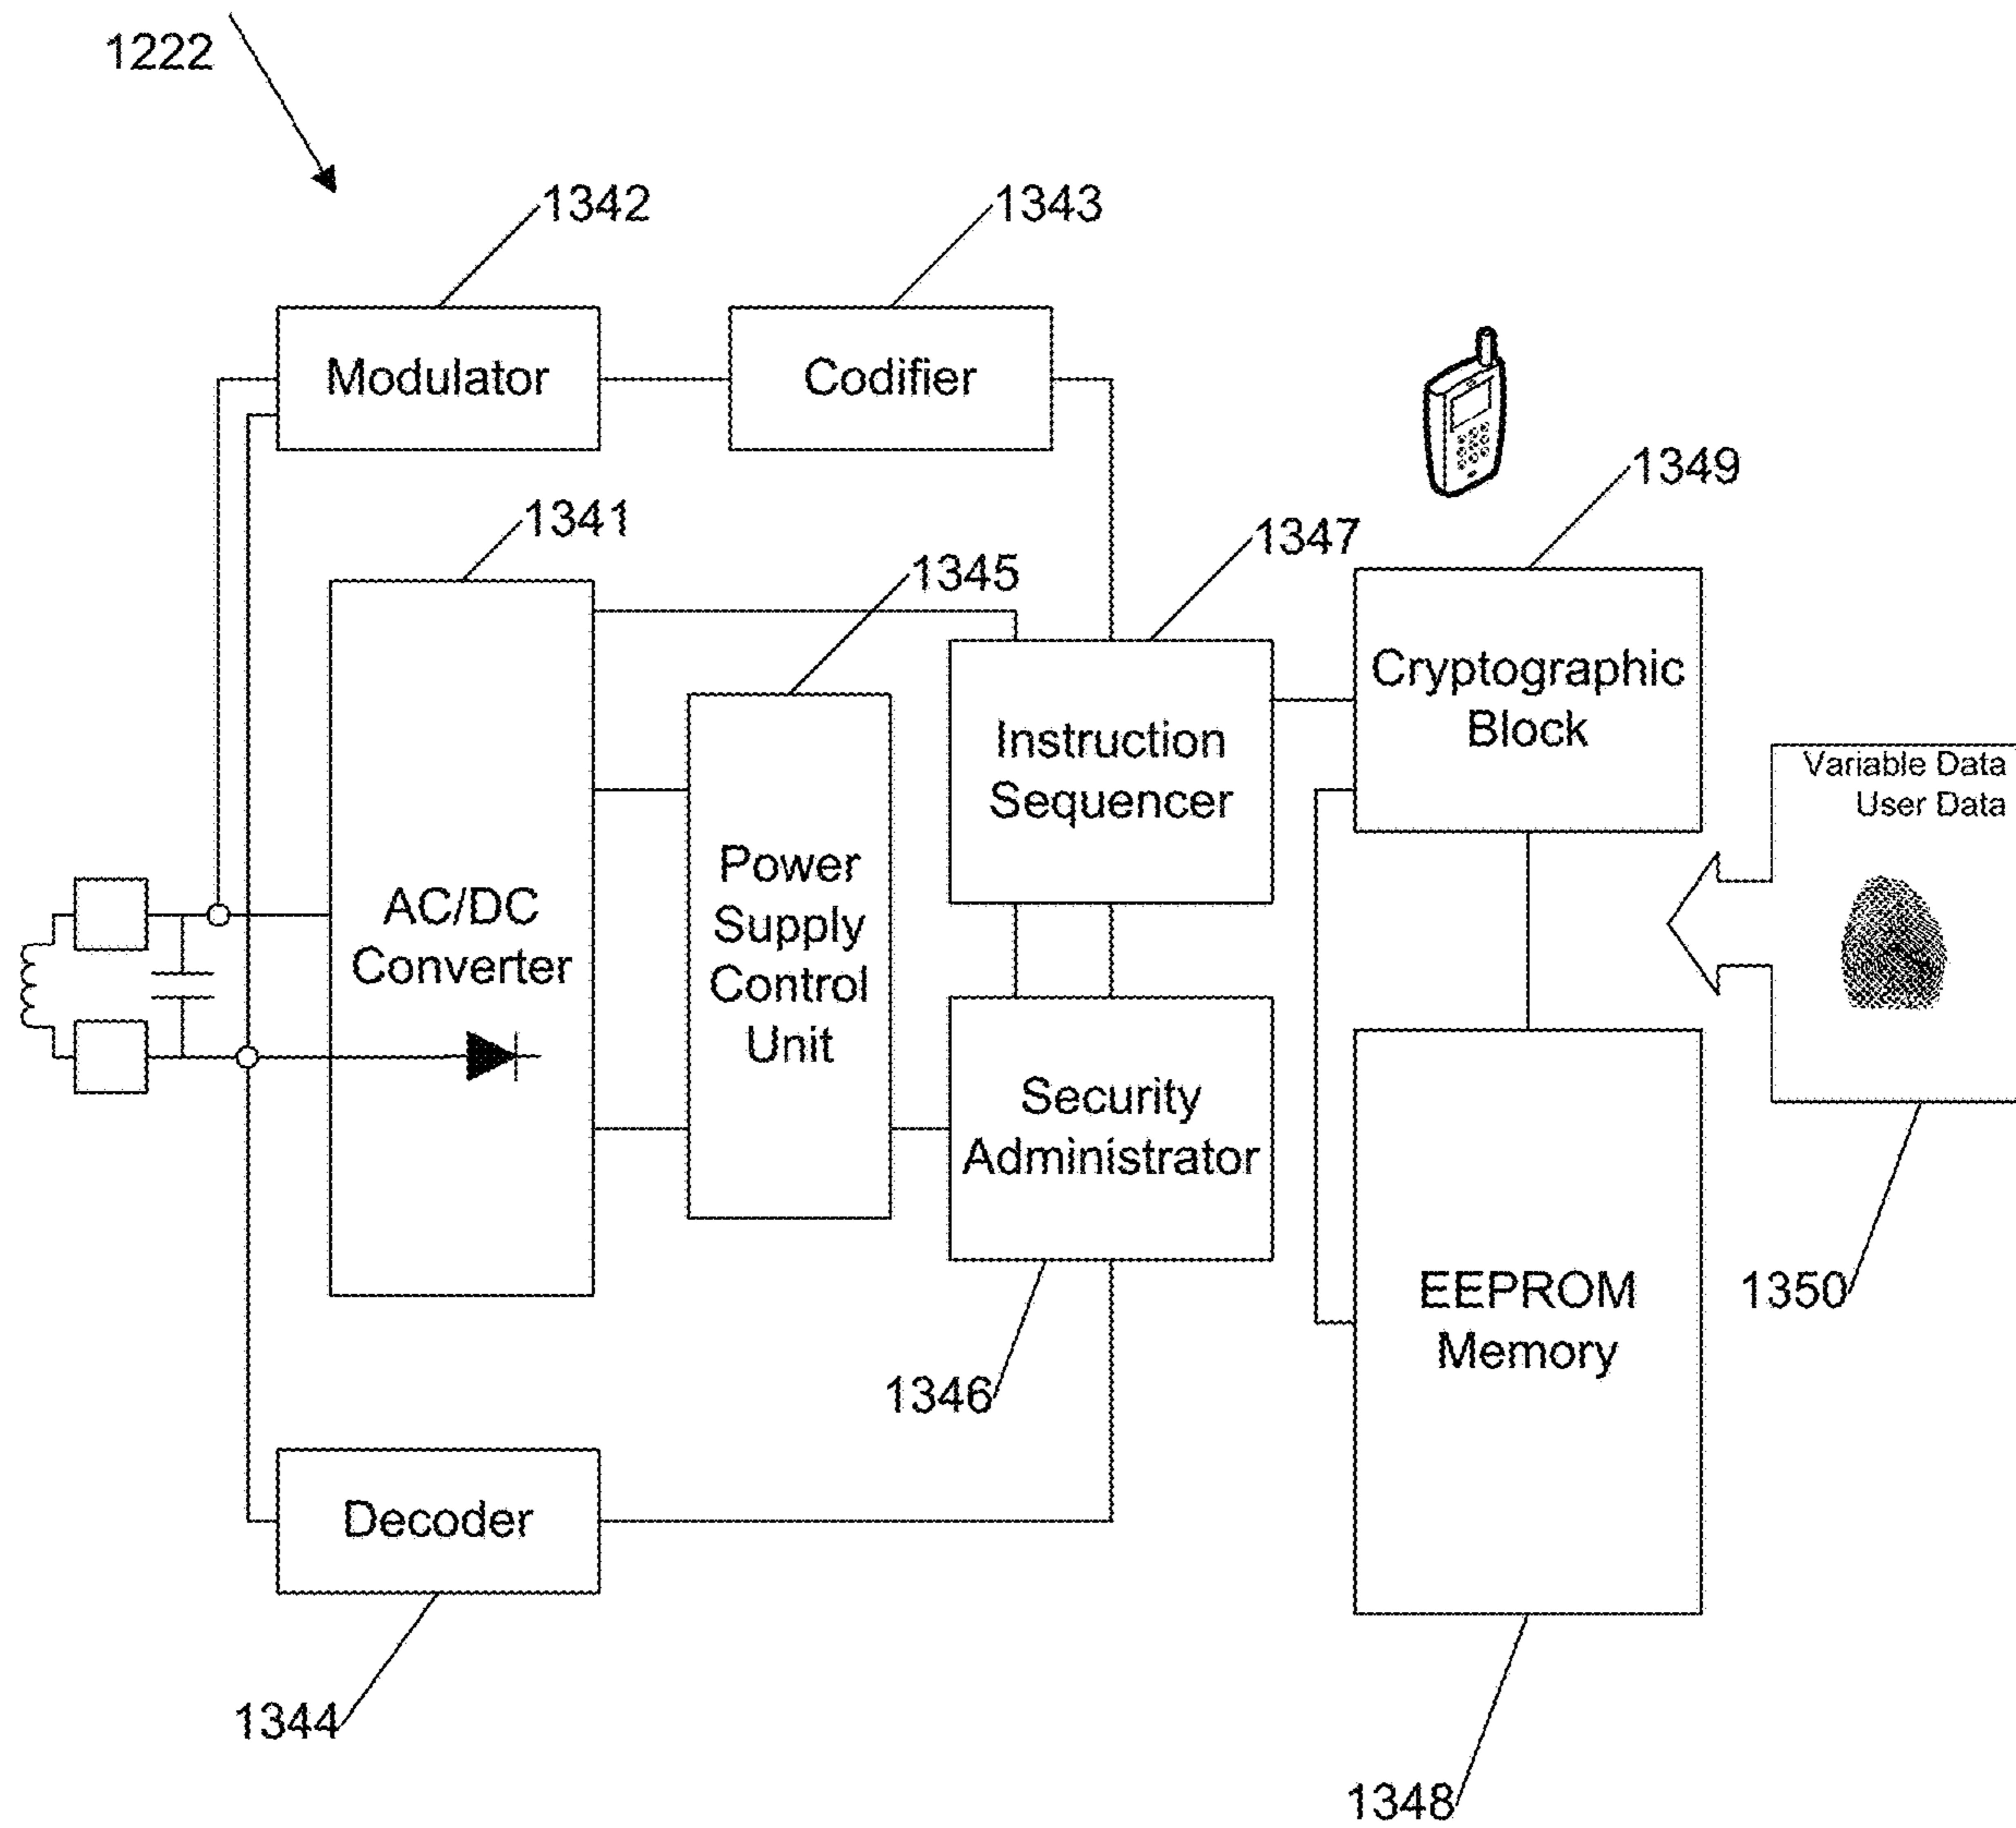 1222
1342
1343
Modulator
Codifier
1349
1341
1347
1345
Cryptographic
Block
Instruction
Sequencer
Variable Data
User Data
Power
Supply
Control
Unit
AC/DC
Converter
Security
Administrator
EEPROM
Memory
1350
1346
Decoder
1344
1348